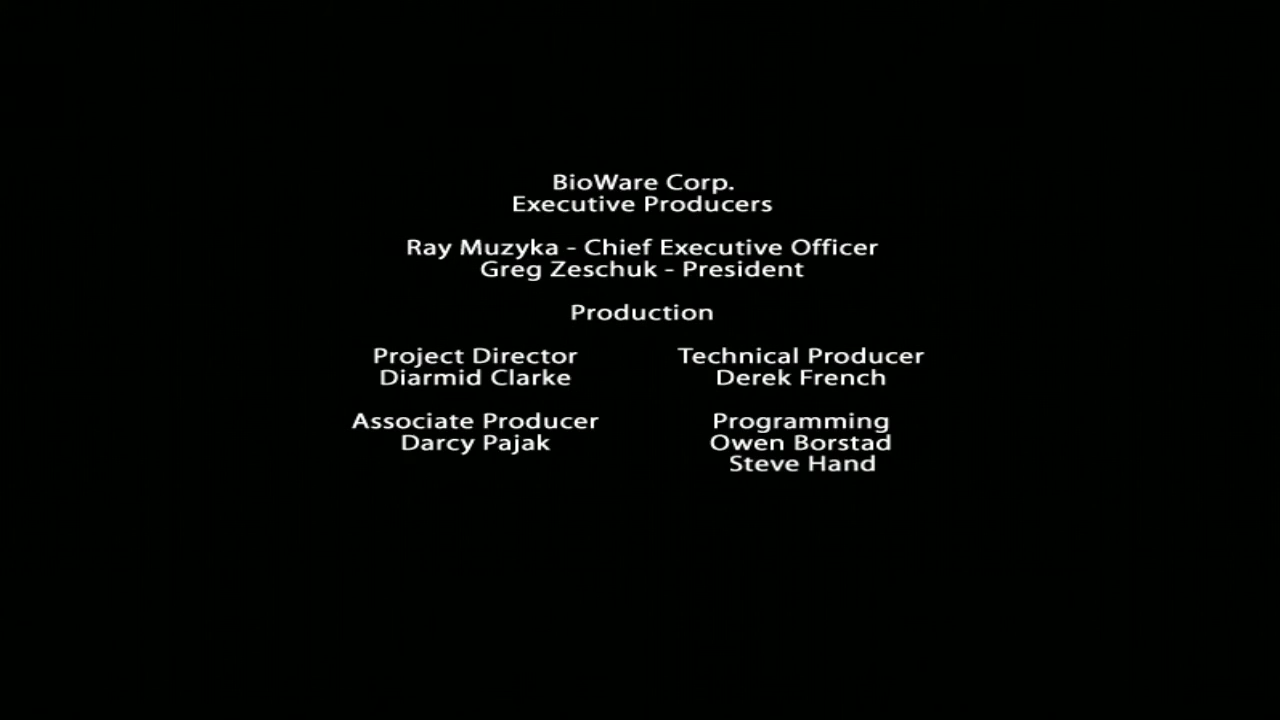 BioWare Corp.
Executive Producers
Ray Muzyka - Chief Executive Officer
Greg Zeschuk - President
Production
Project Director
Diarmid Clarke
Technical Producer
Derek French
Associate Producer
Darcy Pajak
Programming
Owen Borstad
Steve Hand